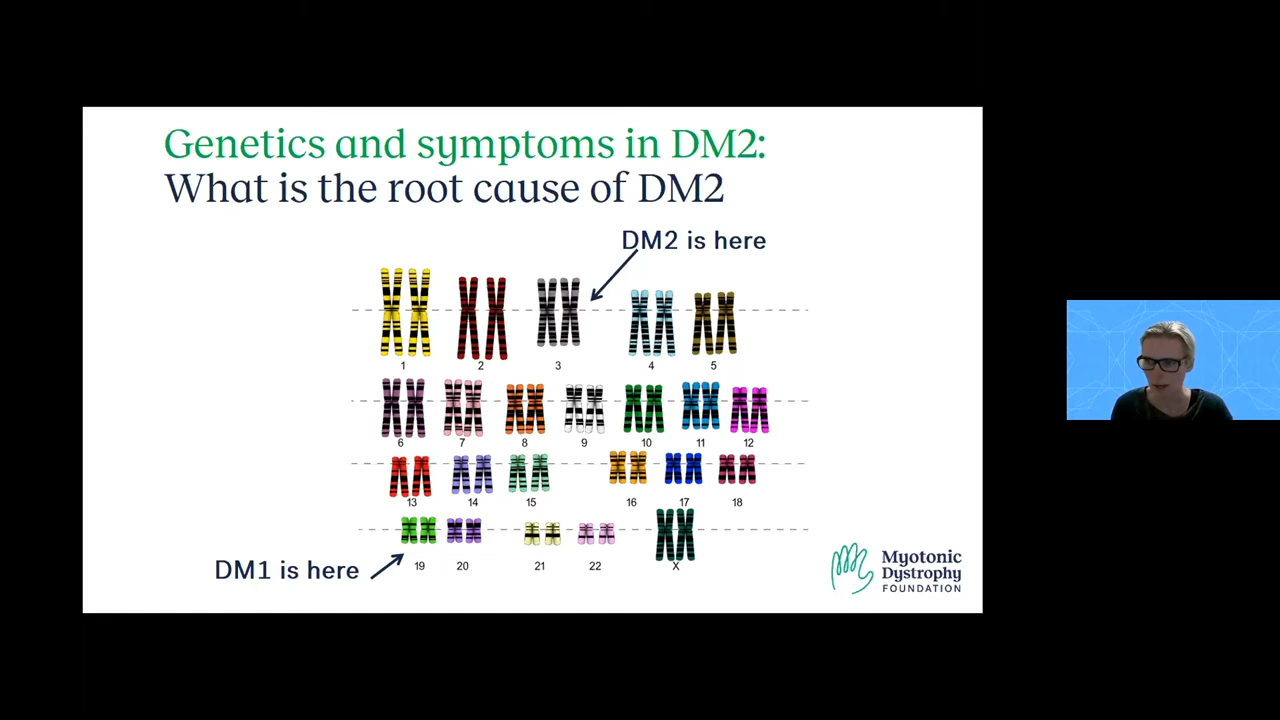 Genetics and symptoms in DM2:
What is the root cause of DM2
DM2 is here
1 2 3 4 5
6 7 8 9 10 11 12
13 14 15 16 17 18
DM1 is here
19 20 21 22 X
Myotonic
Dystrophy
FOUNDATION